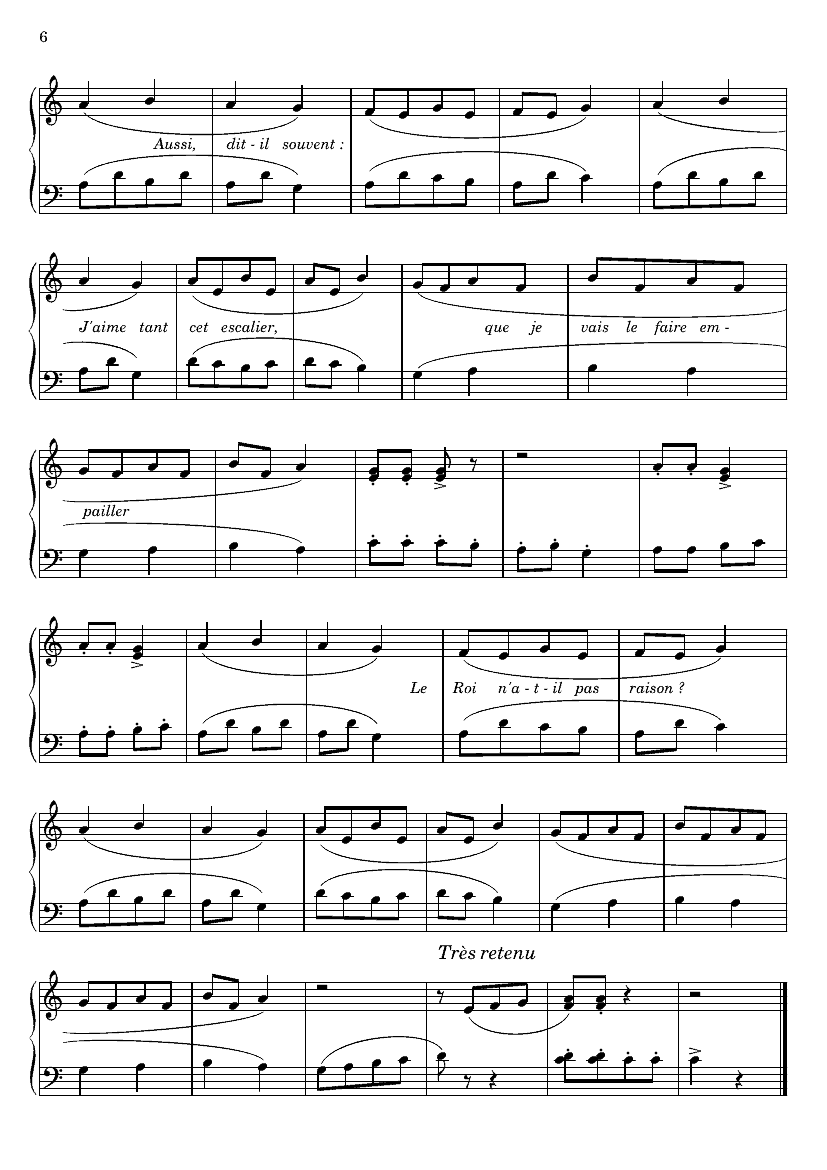 6
Aussi, dit - il souvent :
J'aime tant cet escalier, que je vais le faire em -
pailler
Le Roi n'a - t - il pas raison ?
Très retenu